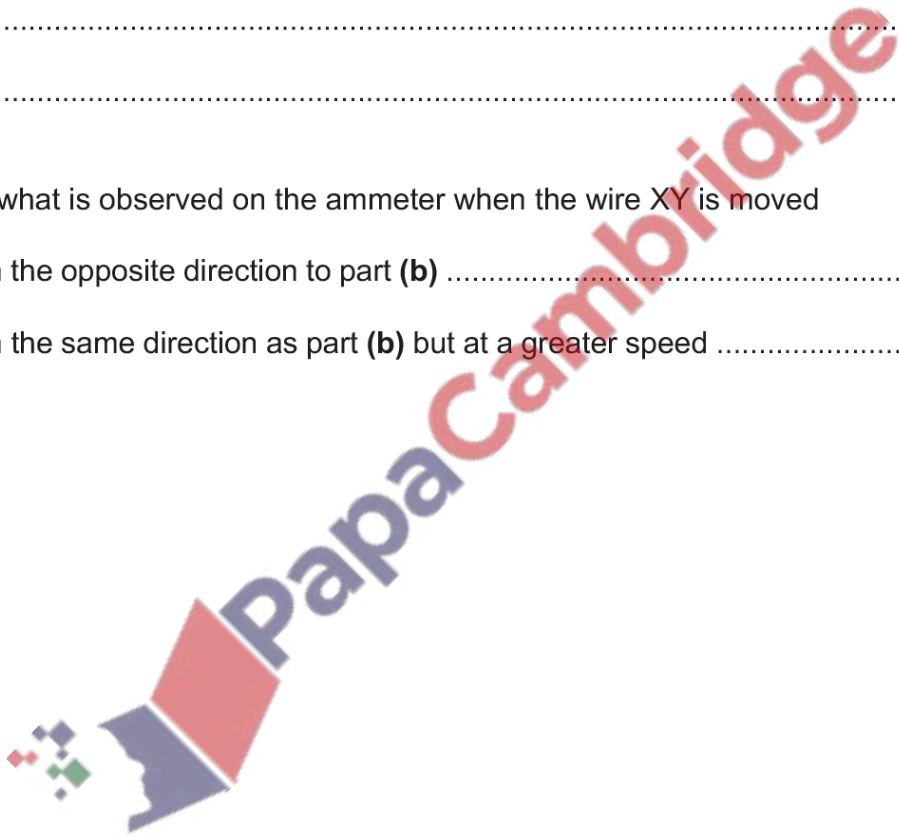 ................................................................................................................
................................................................................................................
what is observed on the ammeter when the wire XY is moved
the opposite direction to part (b) ......................................................
the same direction as part (b) but at a greater speed ......................
PapaCambridge